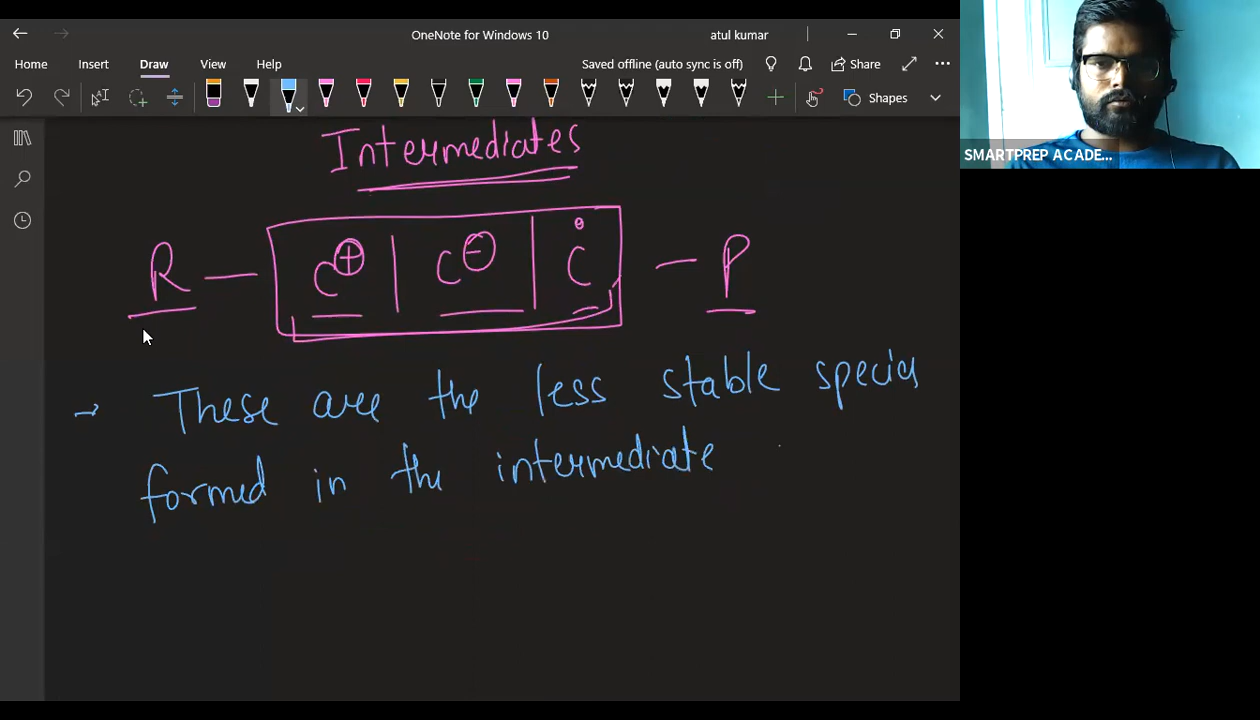 OneNote for Windows 10
atul kumar
Home Insert Draw View Help
Saved offline (auto sync is off)
Share
Shapes
SMARTPREP ACADE...
Intermediates
R — C⊕ | C⊖ | Ċ — P
→ These are the less stable species
formed in the intermediate